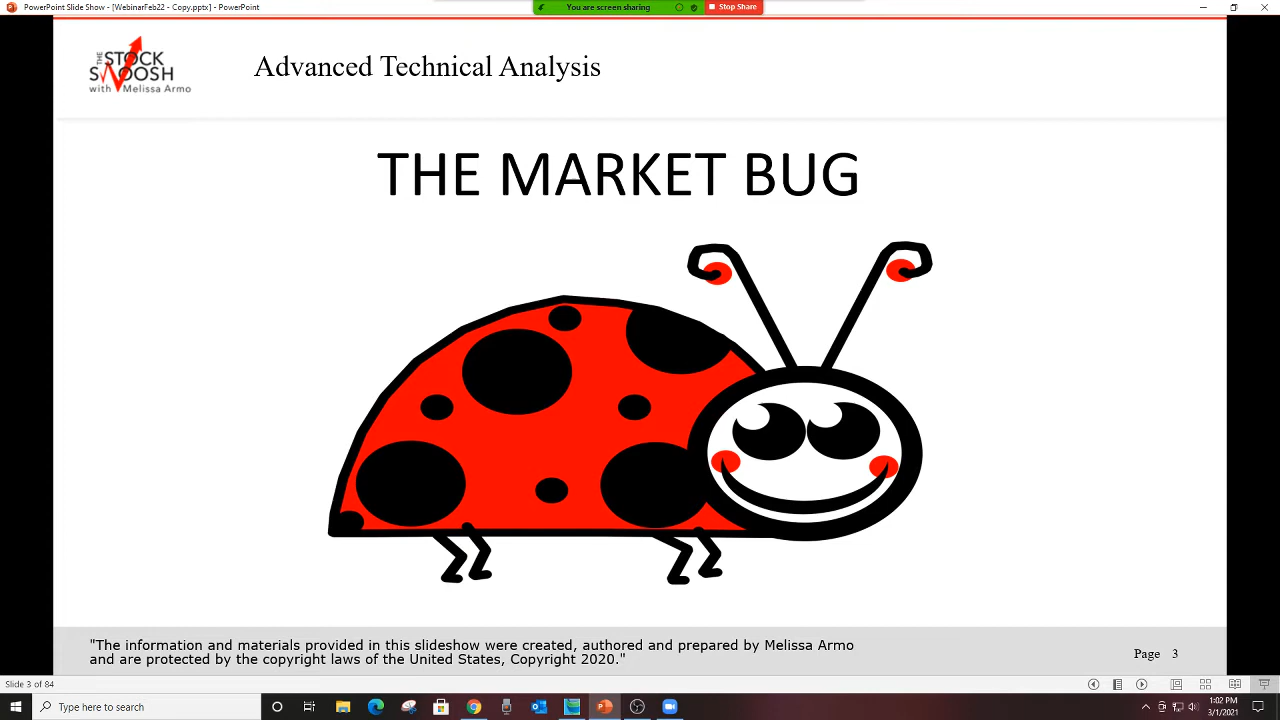 PowerPoint Slide Show - [WebinarFeb22 - Copy.pptx] - PowerPoint
You are screen sharing
Stop Share
THE STOCK
SWOOSH
with Melissa Armo
Advanced Technical Analysis
THE MARKET BUG
"The information and materials provided in this slideshow were created, authored and prepared by Melissa Armo
and are protected by the copyright laws of the United States, Copyright 2020."
Page 3
Slide 3 of 84
Type here to search
1:02 PM
3/1/2021